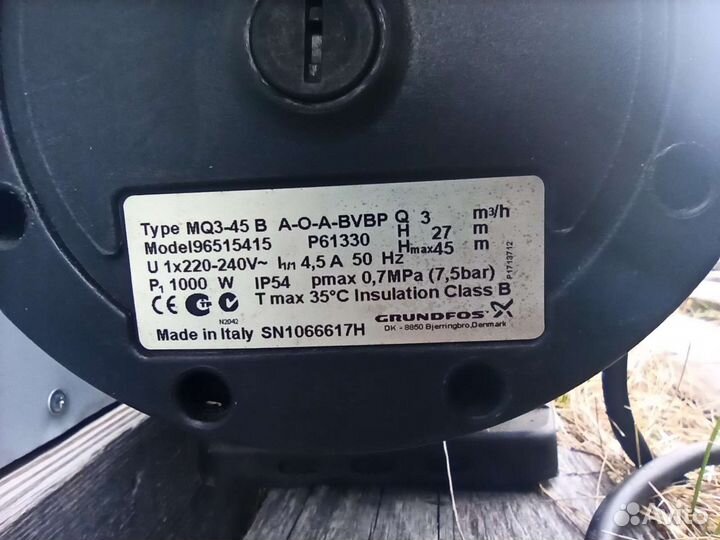 Type MQ3-45 B A-O-A-BVBP Q 3 m³/h
H 27 m
Model96515415 P61330 Hmax45 m
U 1x220-240V~ I1/1 4,5 A 50 Hz
P1 1000 W IP54 pmax 0,7MPa (7,5bar)
T max 35°C Insulation Class B
CE
N2042
GRUNDFOS
DK - 8850 Bjerringbro,Denmark
Made in Italy SN1066617H
P1713712
Avito